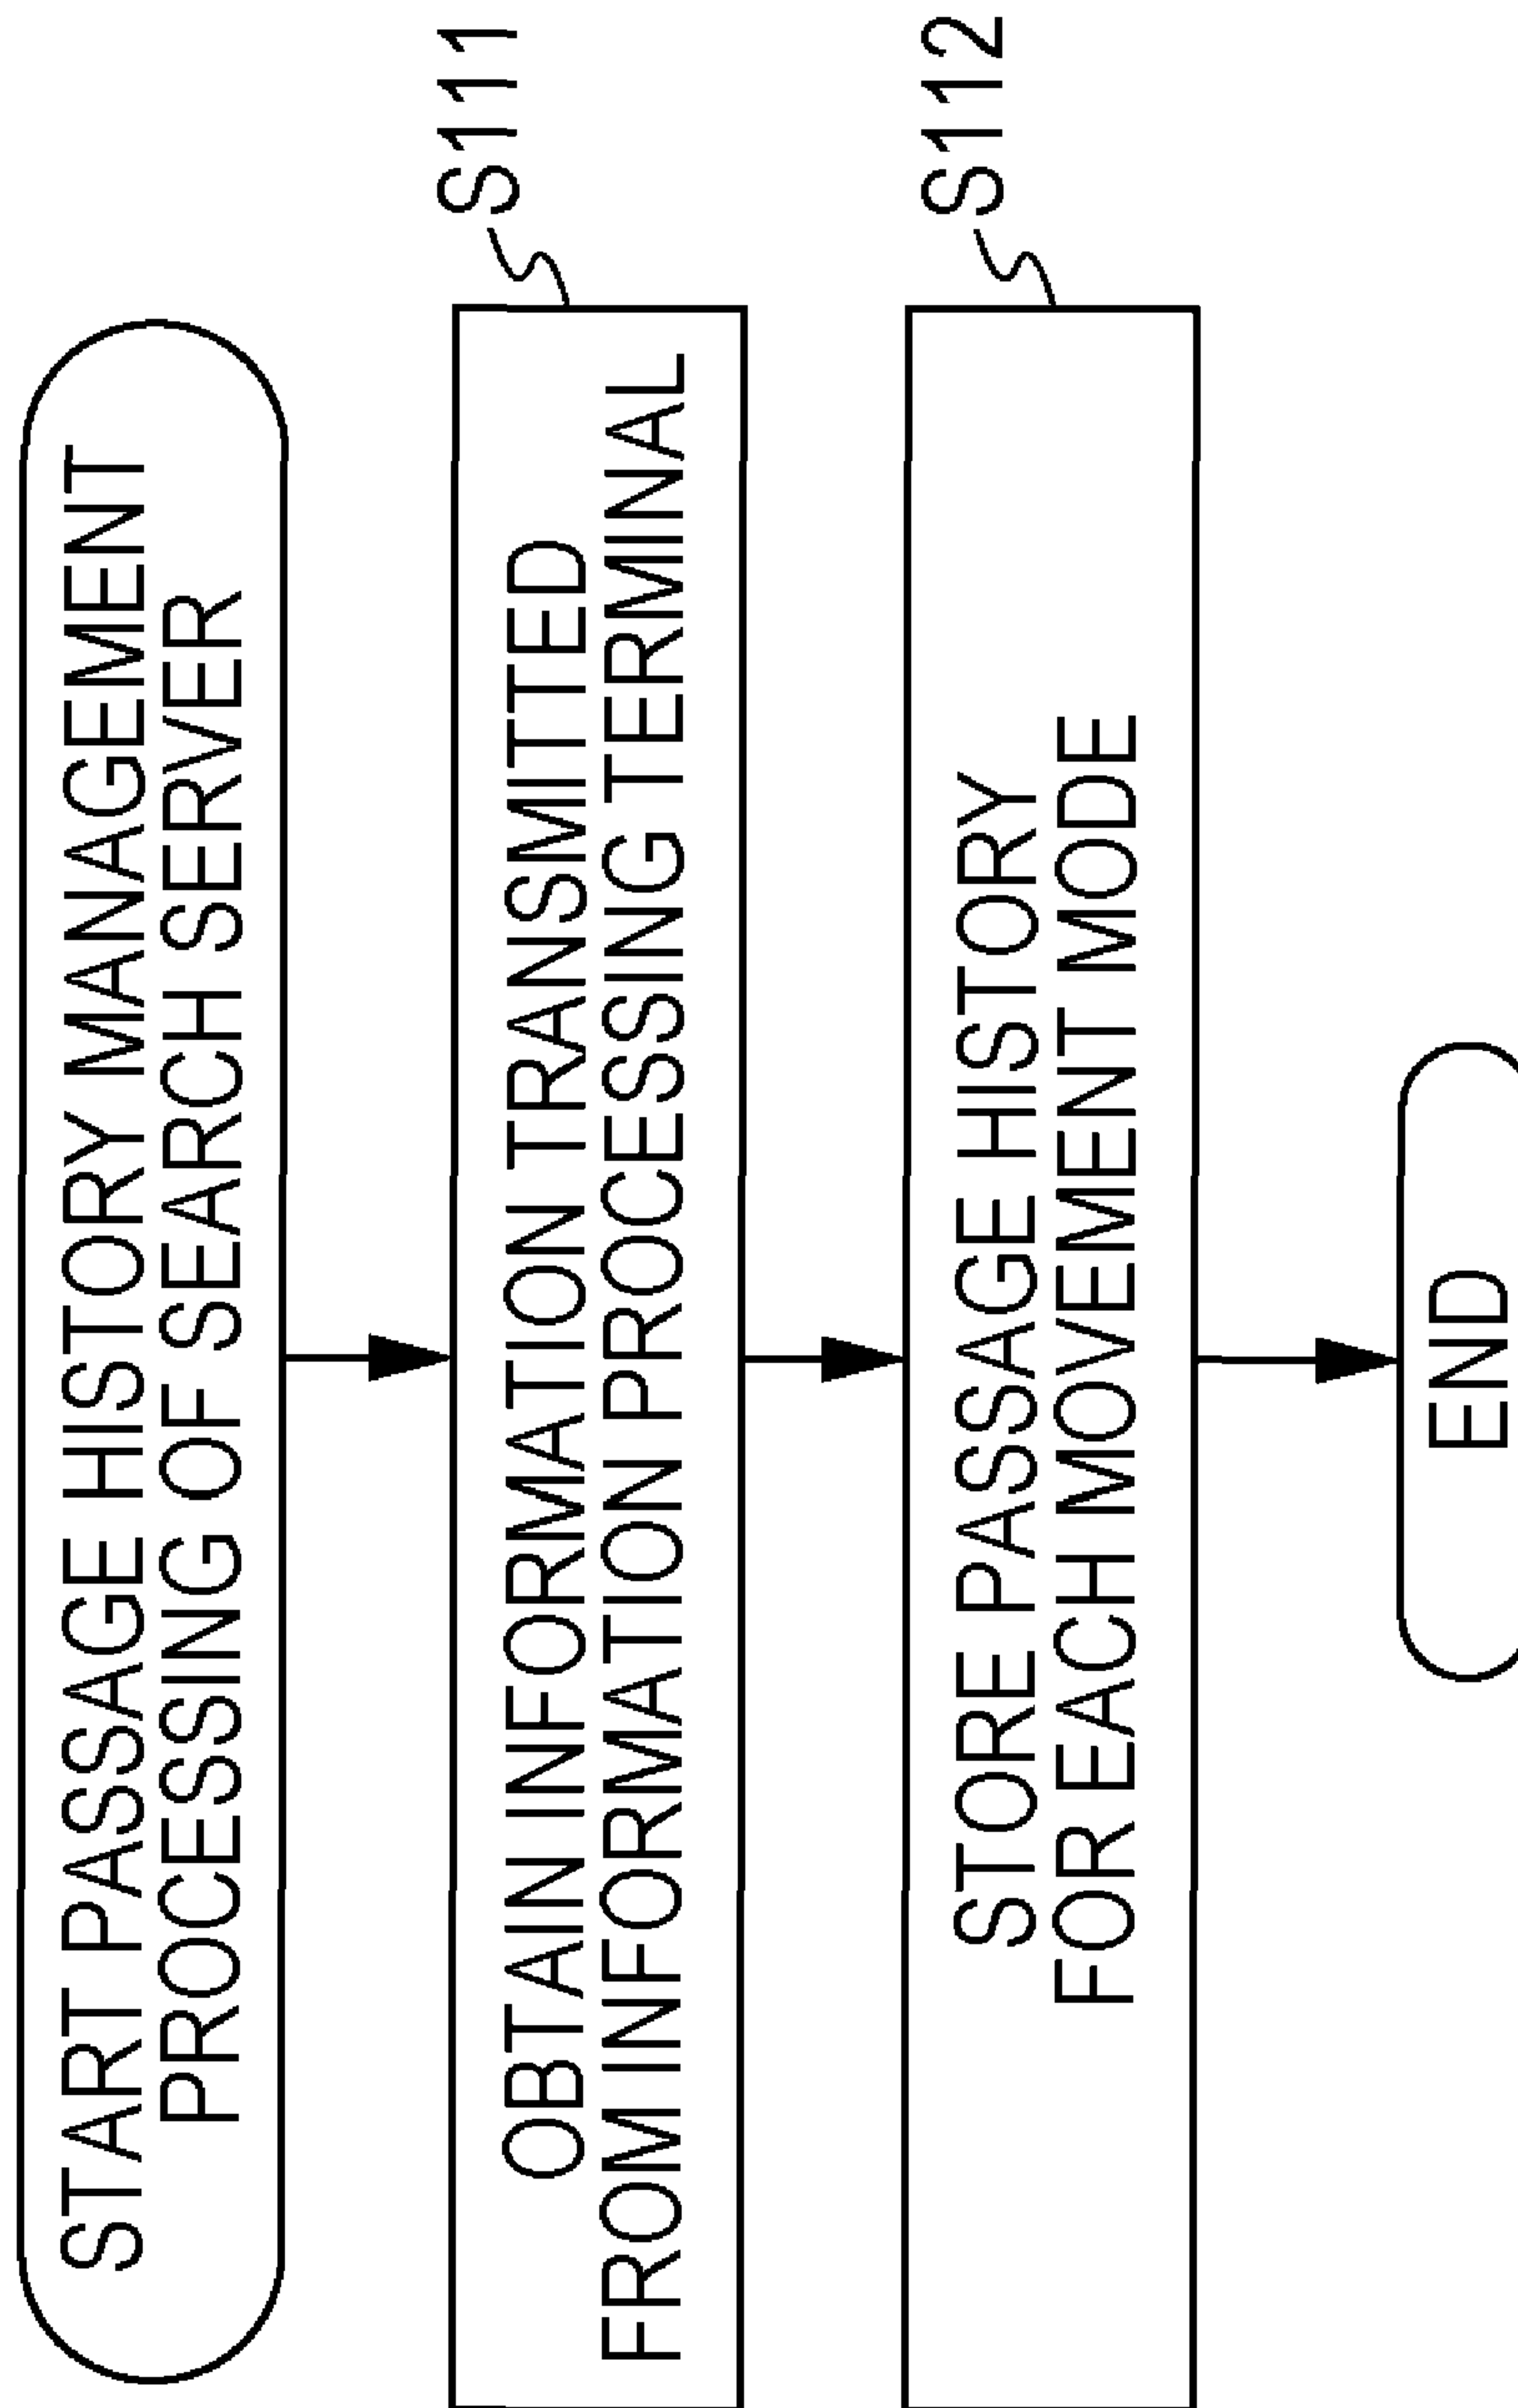 START PASSAGE HISTORY MANAGEMENT
PROCESSING OF SEARCH SERVER
S111
OBTAIN INFORMATION TRANSMITTED
FROM INFORMATION PROCESSING TERMINAL
S112
STORE PASSAGE HISTORY
FOR EACH MOVEMENT MODE
END